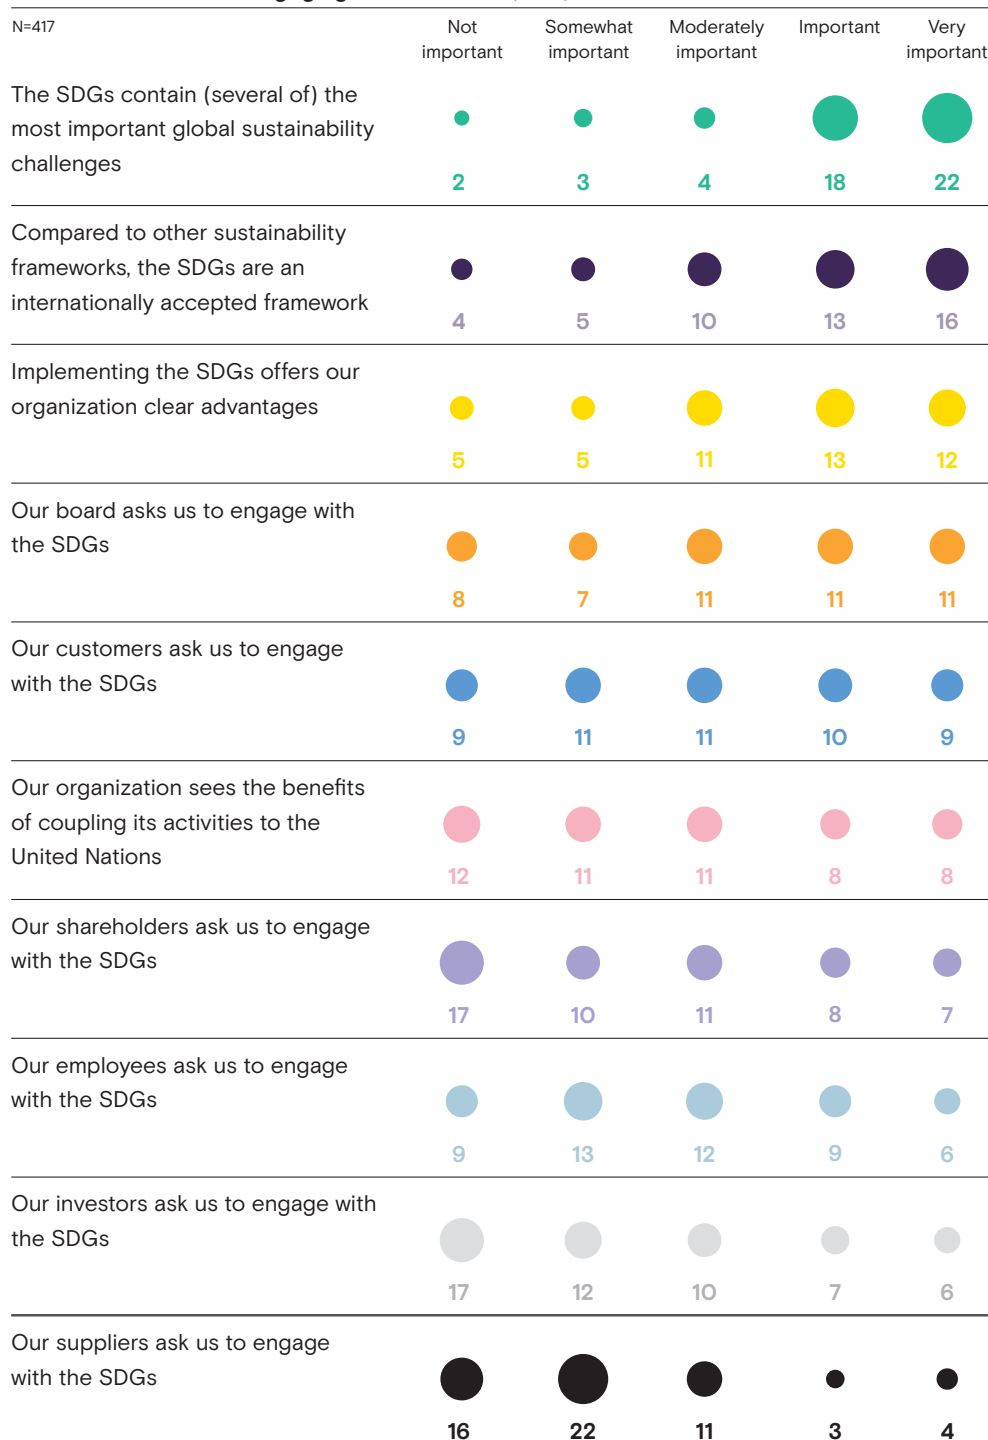 N=417
Not important
Somewhat important
Moderately important
Important
Very important
The SDGs contain (several of) the
most important global sustainability
challenges
2 3 4 18 22
Compared to other sustainability
frameworks, the SDGs are an
internationally accepted framework
4 5 10 13 16
Implementing the SDGs offers our
organization clear advantages
5 5 11 13 12
Our board asks us to engage with
the SDGs
8 7 11 11 11
Our customers ask us to engage
with the SDGs
9 11 11 10 9
Our organization sees the benefits
of coupling its activities to the
United Nations
12 11 11 8 8
Our shareholders ask us to engage
with the SDGs
17 10 11 8 7
Our employees ask us to engage
with the SDGs
9 13 12 9 6
Our investors ask us to engage with
the SDGs
17 12 10 7 6
Our suppliers ask us to engage
with the SDGs
16 22 11 3 4